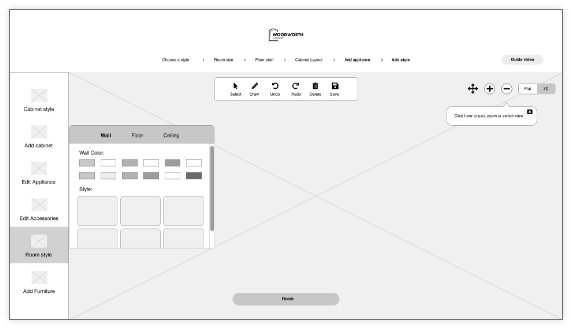 WOODWORTH
Choose a style > Room size > Floor plan > Cabinet Layout > Add appliance > Add style
Guide video
Select Draw Undo Redo Delete Save
Flat 3D
Click here to pan, zoom or switch view
Cabinet style
Add cabinet
Edit Appliance
Edit Accessories
Room style
Add Furniture
Wall Floor Ceiling
Wall Color:
Style:
Finish